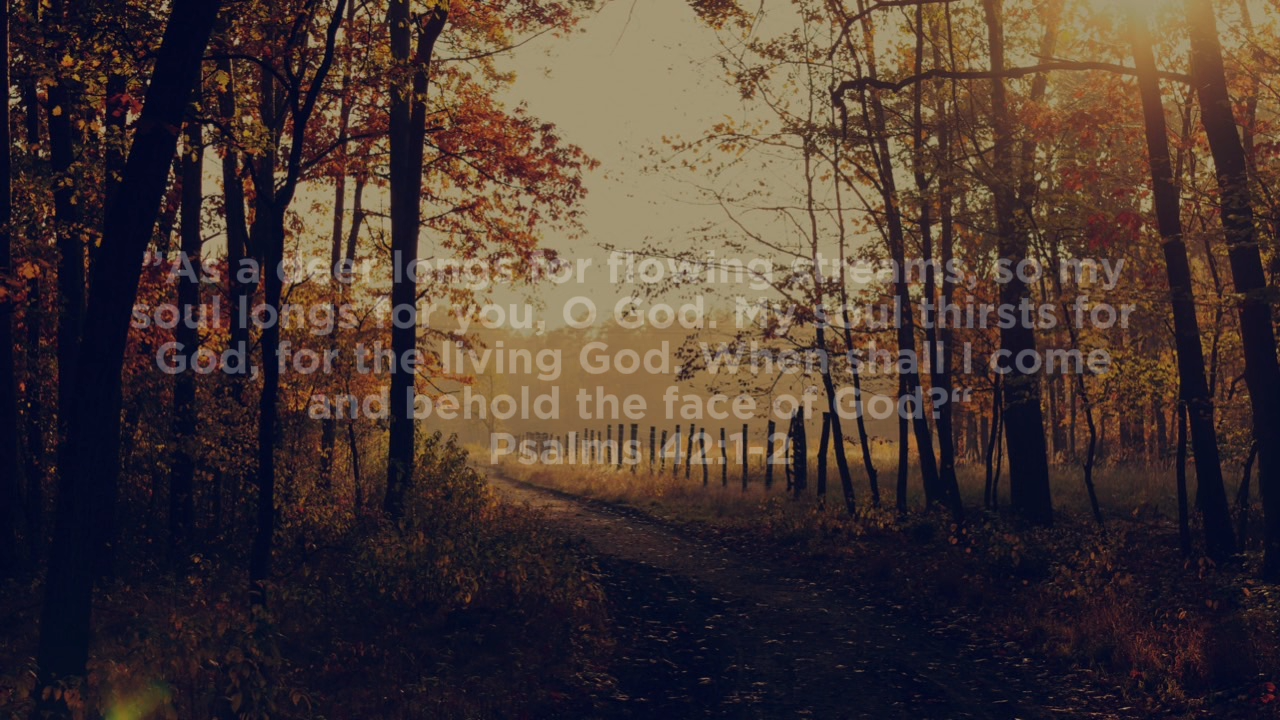 "As a deer longs for flowing streams, so my
soul longs for you, O God. My soul thirsts for
God, for the living God. When shall I come
and behold the face of God?“
Psalms 42:1-2